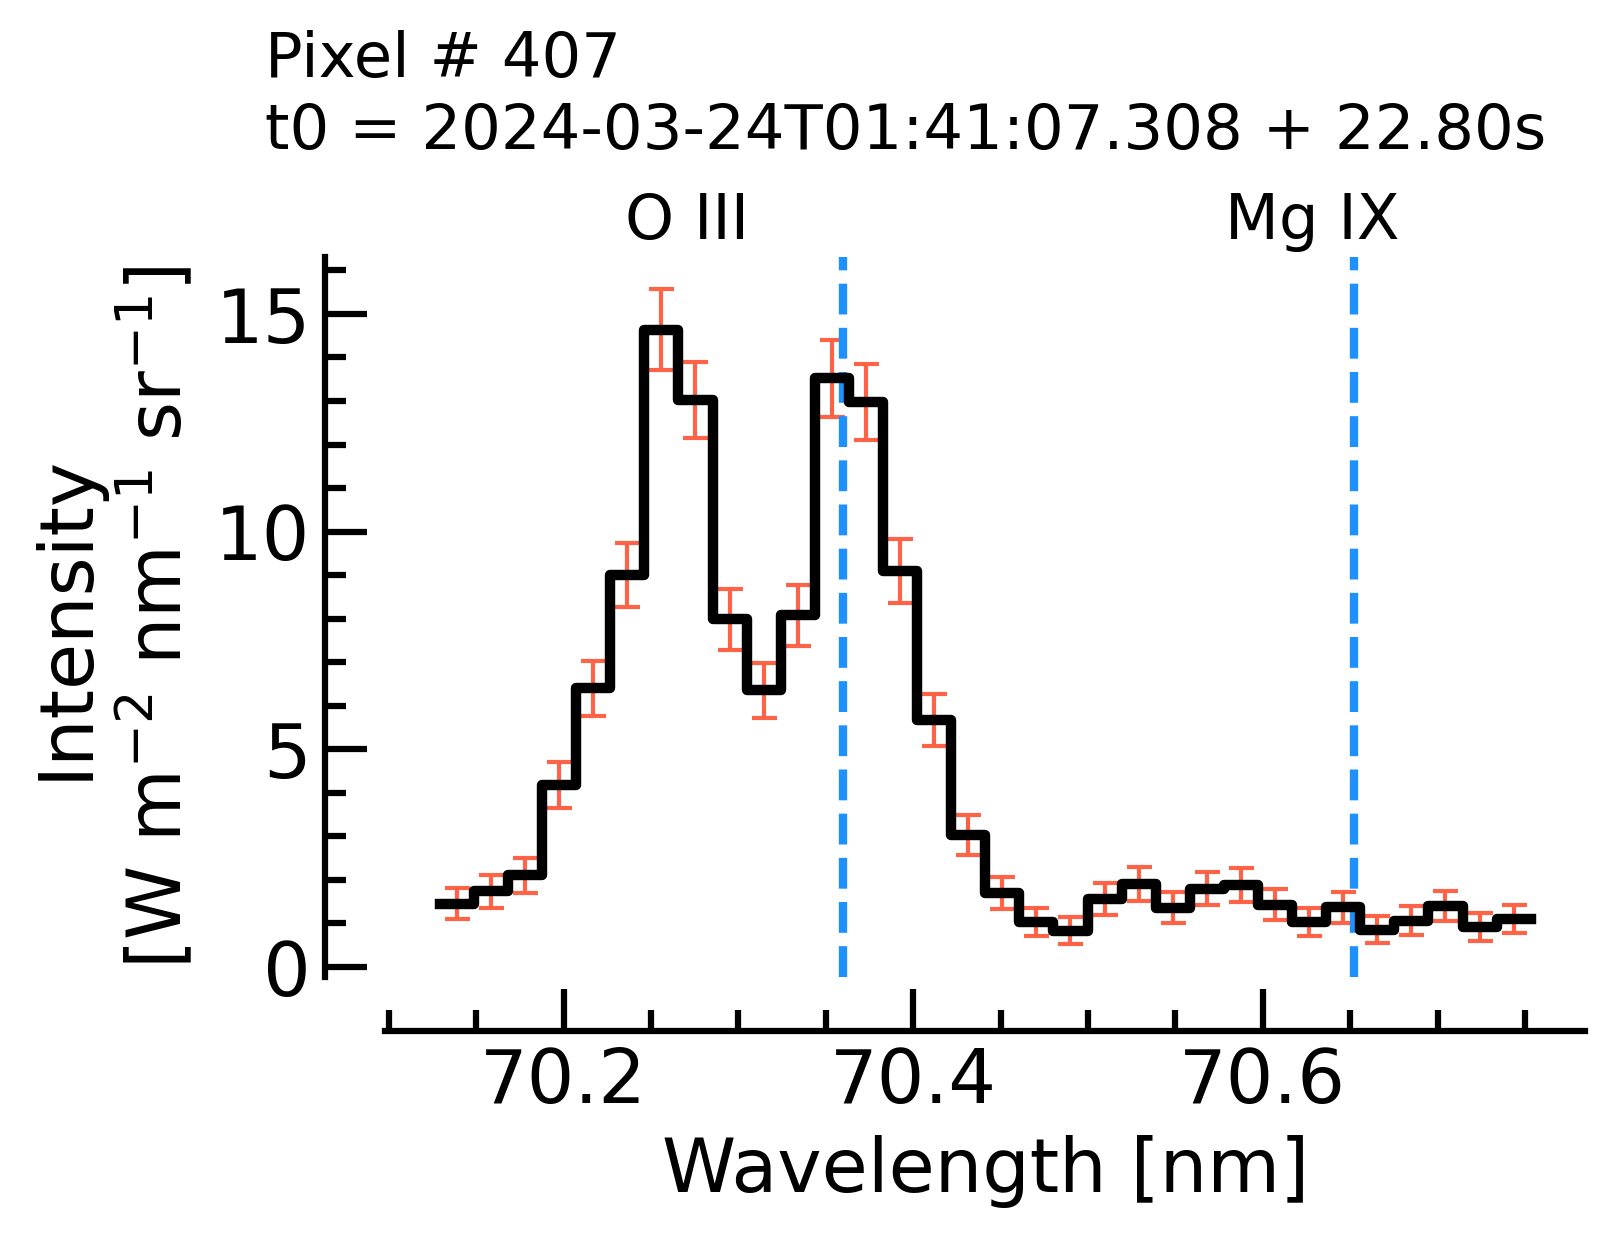 Pixel # 407
t0 = 2024-03-24T01:41:07.308 + 22.80s
O III Mg IX
Intensity
[W m⁻² nm⁻¹ sr⁻¹]
15
10
5
0
70.2 70.4 70.6
Wavelength [nm]